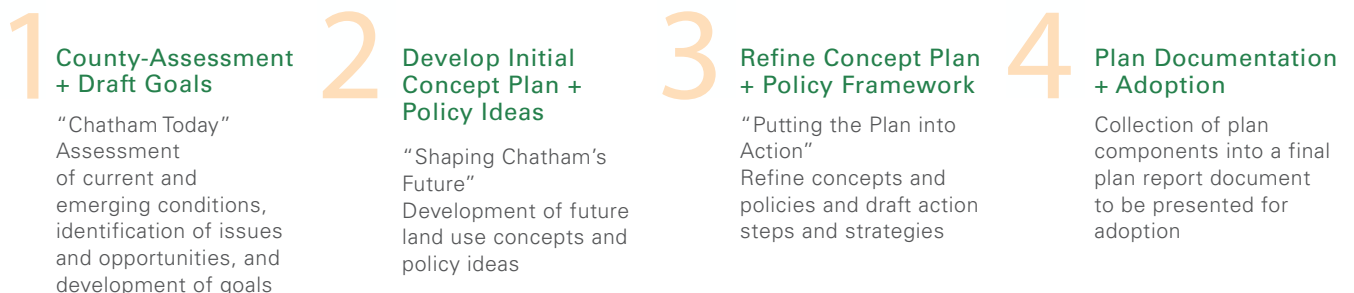 1
County-Assessment
+ Draft Goals
“Chatham Today”
Assessment
of current and
emerging conditions,
identification of issues
and opportunities, and
development of goals
2
Develop Initial
Concept Plan +
Policy Ideas
“Shaping Chatham’s
Future”
Development of future
land use concepts and
policy ideas
3
Refine Concept Plan
+ Policy Framework
“Putting the Plan into
Action”
Refine concepts and
policies and draft action
steps and strategies
4
Plan Documentation
+ Adoption
Collection of plan
components into a final
plan report document
to be presented for
adoption